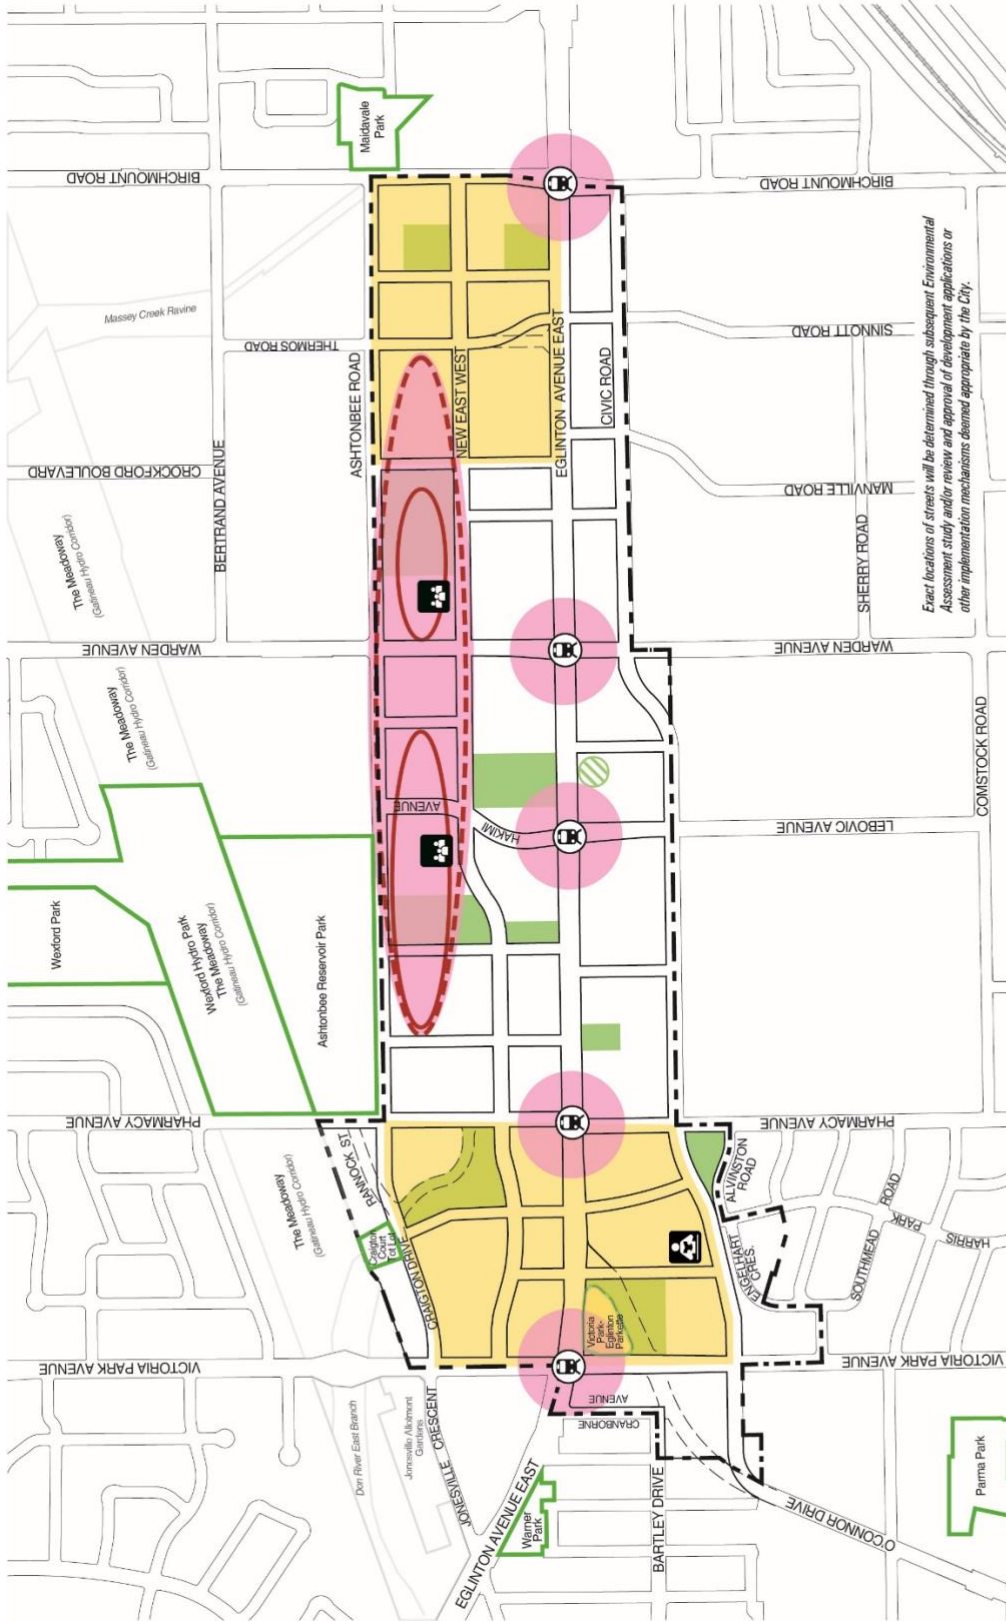 Maidavale
Park
BIRCHMOUNT ROAD
BIRCHMOUNT ROAD
Massey Creek Ravine
THERMOS ROAD
SINNOTT ROAD
ASHTONBEE ROAD
NEW EAST WEST
EGLINTON AVENUE EAST
CIVIC ROAD
CROCKFORD BOULEVARD
BERTRAND AVENUE
MANVILLE ROAD
SHERRY ROAD
The Meadoway
(Gatineau Hydro Corridor)
WARDEN AVENUE
WARDEN AVENUE
The Meadoway
(Gatineau Hydro Corridor)
COMSTOCK ROAD
AVENUE
HAKIMI
LEBOVIC AVENUE
Wexford Park
Wexford Hydro Park
The Meadoway
(Gatineau Hydro Corridor)
Ashtonbee Reservoir Park
PHARMACY AVENUE
PHARMACY AVENUE
The Meadoway
(Gatineau Hydro Corridor)
RANNOCK ST.
Craigton
Court
Tot Lot
CRAIGTON DRIVE
ALVINSTON
ROAD
ENGELHART
CRES.
SOUTHMEAD
ROAD
PARK
HARRIS
Victoria
Park-
Eglinton
Parkette
VICTORIA PARK AVENUE
VICTORIA PARK AVENUE
Don River East Branch
Jonesville Allotment
Gardens
JONESVILLE CRESCENT
CRANBORNE
AVENUE
EGLINTON AVENUE EAST
Warner
Park
BARTLEY DRIVE
O'CONNOR DRIVE
Parma Park
Exact locations of streets will be determined through subsequent Environmental
Assessment study and/or review and approval of development applications or
other implementation mechanisms deemed appropriate by the City.